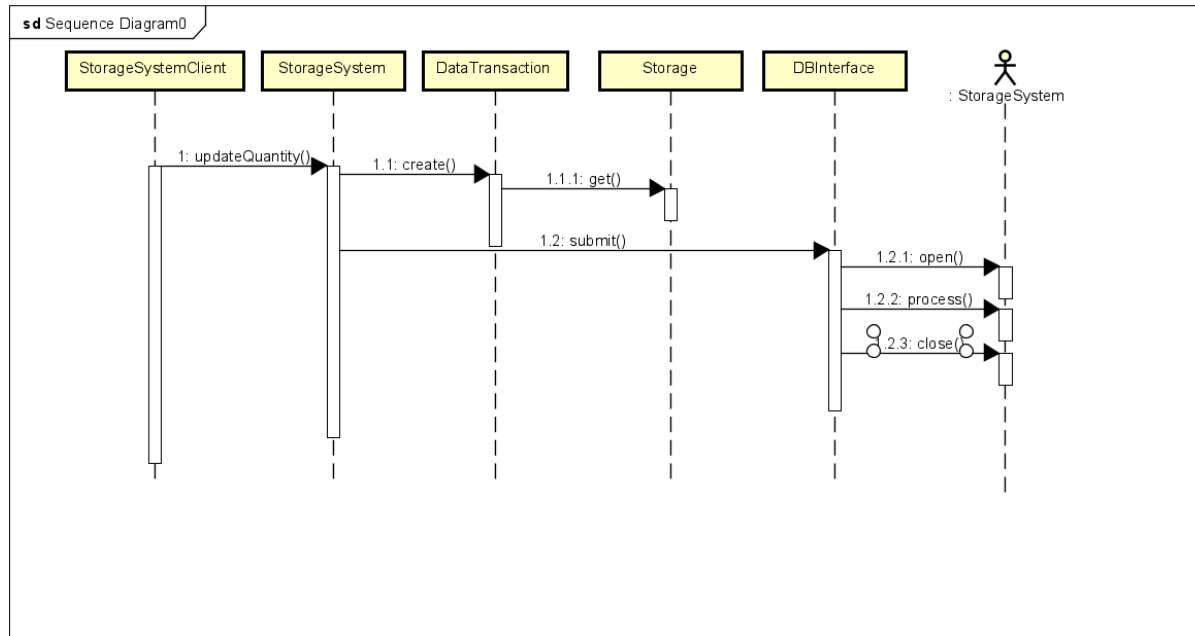 sd Sequence Diagram0
StorageSystemClient
StorageSystem
DataTransaction
Storage
DBInterface
: StorageSystem
1: updateQuantity()
1.1: create()
1.1.1: get()
1.2: submit()
1.2.1: open()
1.2.2: process()
1.2.3: close()